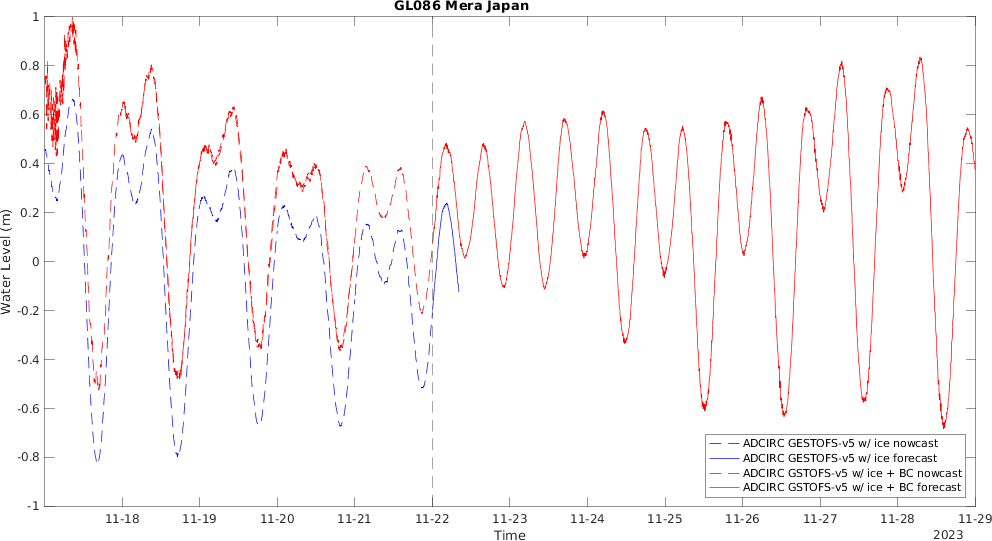 GL086 Mera Japan
Water Level (m)
1
0.8
0.6
0.4
0.2
0
-0.2
-0.4
-0.6
-0.8
-1
ADCIRC GESTOFS-v5 w/ ice nowcast
ADCIRC GESTOFS-v5 w/ ice forecast
ADCIRC GSTOFS-v5 w/ ice + BC nowcast
ADCIRC GSTOFS-v5 w/ ice + BC forecast
11-18 11-19 11-20 11-21 11-22 11-23 11-24 11-25 11-26 11-27 11-28 11-29
Time
2023